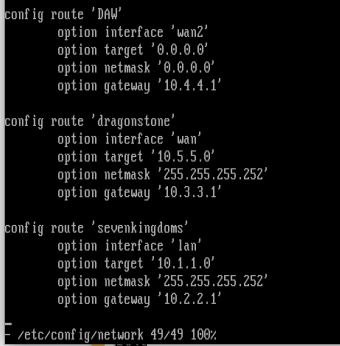 config route 'DAW'
option interface 'wan2'
option target '0.0.0.0'
option netmask '0.0.0.0'
option gateway '10.4.4.1'
config route 'dragonstone'
option interface 'wan'
option target '10.5.5.0'
option netmask '255.255.255.252'
option gateway '10.3.3.1'
config route 'sevenkingdoms'
option interface 'lan'
option target '10.1.1.0'
option netmask '255.255.255.252'
option gateway '10.2.2.1'
- /etc/config/network 49/49 100%